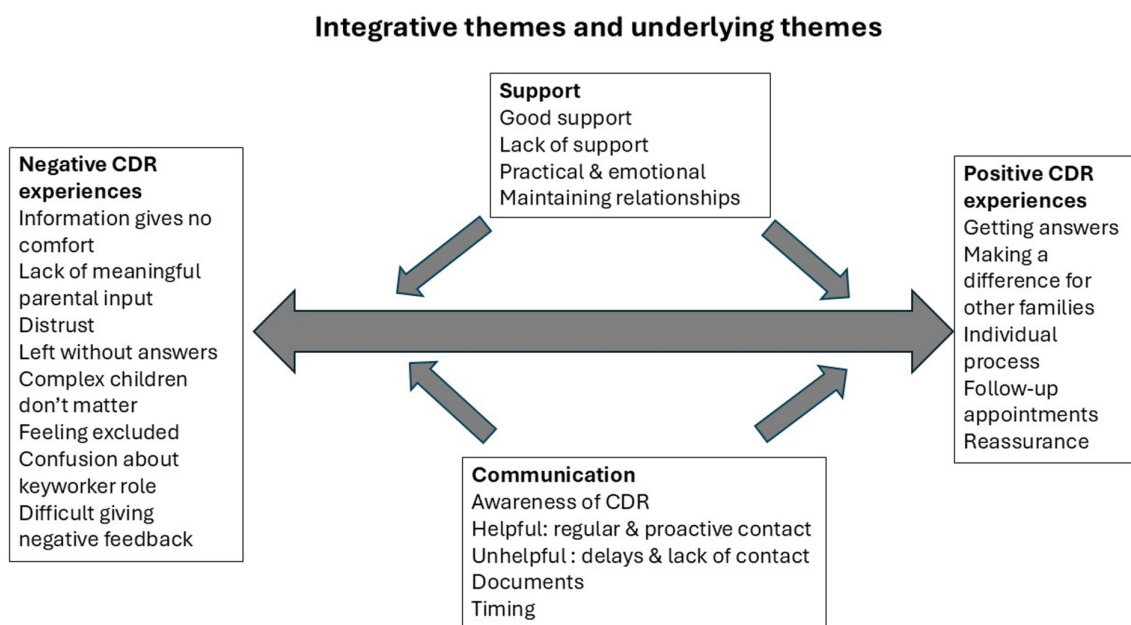 Integrative themes and underlying themes
Support
Good support
Lack of support
Practical & emotional
Maintaining relationships
Negative CDR
experiences
Information gives no
comfort
Lack of meaningful
parental input
Distrust
Left without answers
Complex children
don’t matter
Feeling excluded
Confusion about
keyworker role
Difficult giving
negative feedback
Positive CDR
experiences
Getting answers
Making a
difference for
other families
Individual
process
Follow-up
appointments
Reassurance
Communication
Awareness of CDR
Helpful: regular & proactive contact
Unhelpful : delays & lack of contact
Documents
Timing